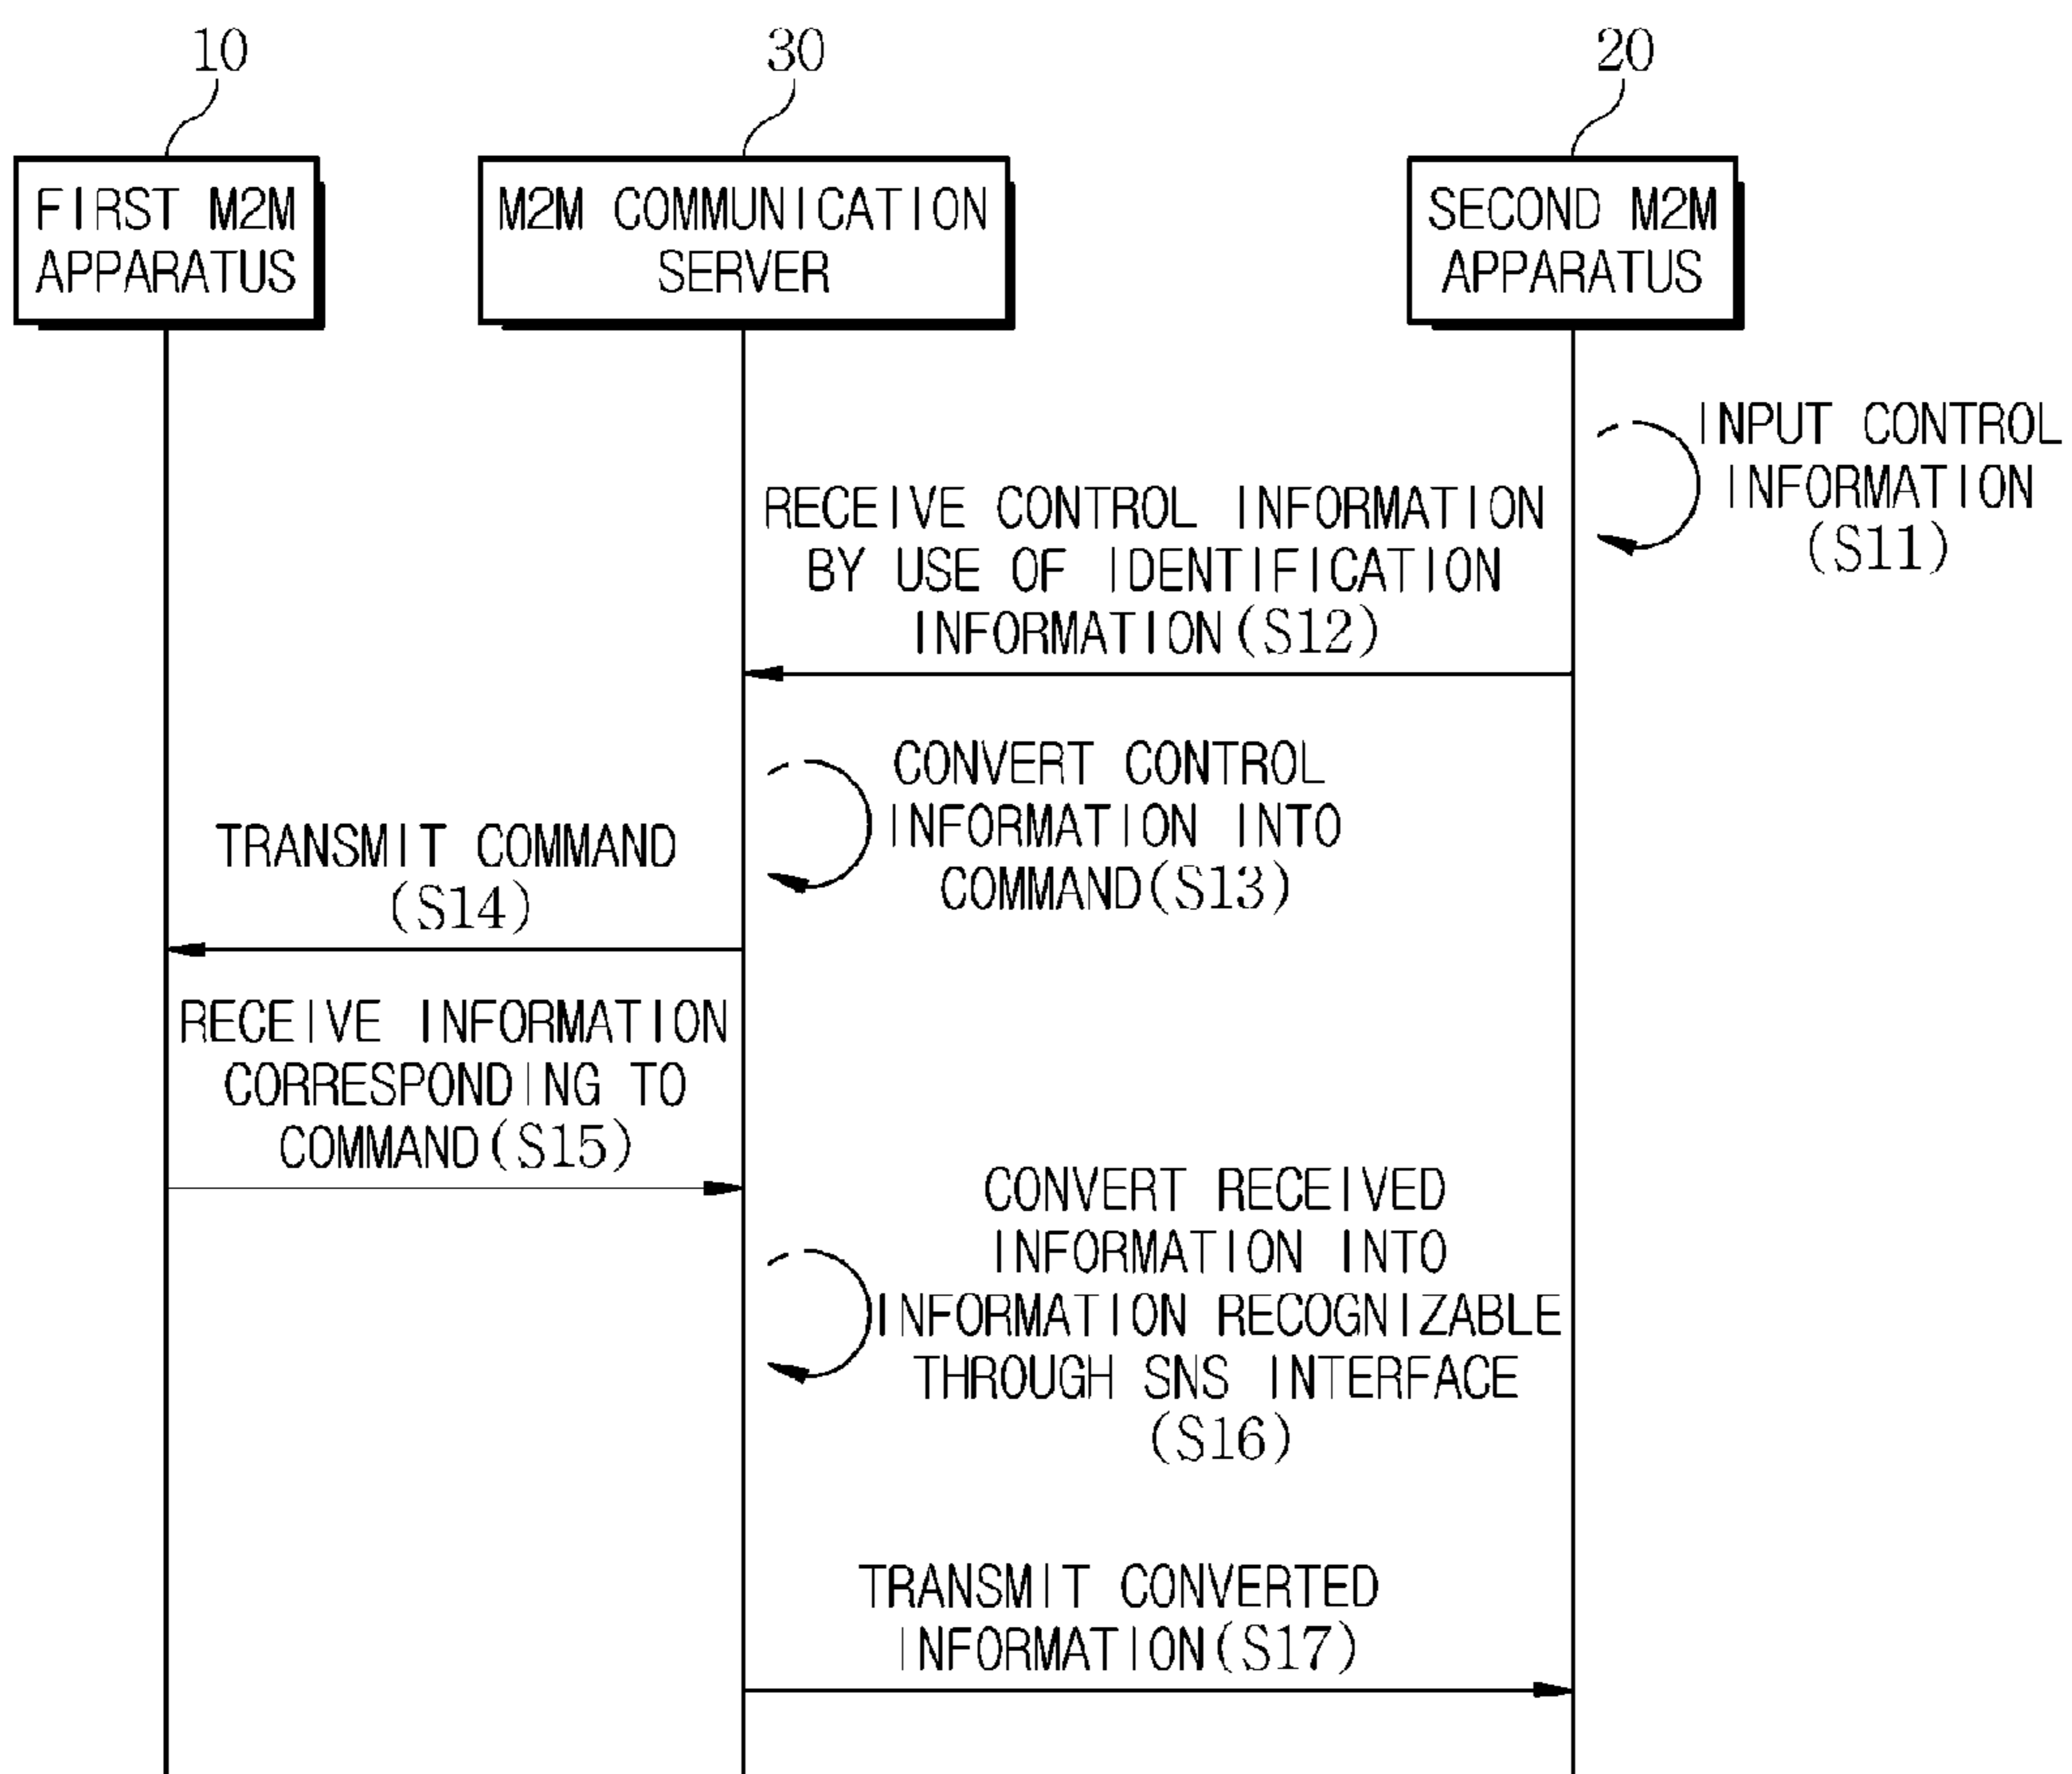 10
30
20
FIRST M2M
APPARATUS
M2M COMMUNICATION
SERVER
SECOND M2M
APPARATUS
INPUT CONTROL
INFORMATION
(S11)
RECEIVE CONTROL INFORMATION
BY USE OF IDENTIFICATION
INFORMATION(S12)
CONVERT CONTROL
INFORMATION INTO
COMMAND(S13)
TRANSMIT COMMAND
(S14)
RECEIVE INFORMATION
CORRESPONDING TO
COMMAND(S15)
CONVERT RECEIVED
INFORMATION INTO
INFORMATION RECOGNIZABLE
THROUGH SNS INTERFACE
(S16)
TRANSMIT CONVERTED
INFORMATION(S17)